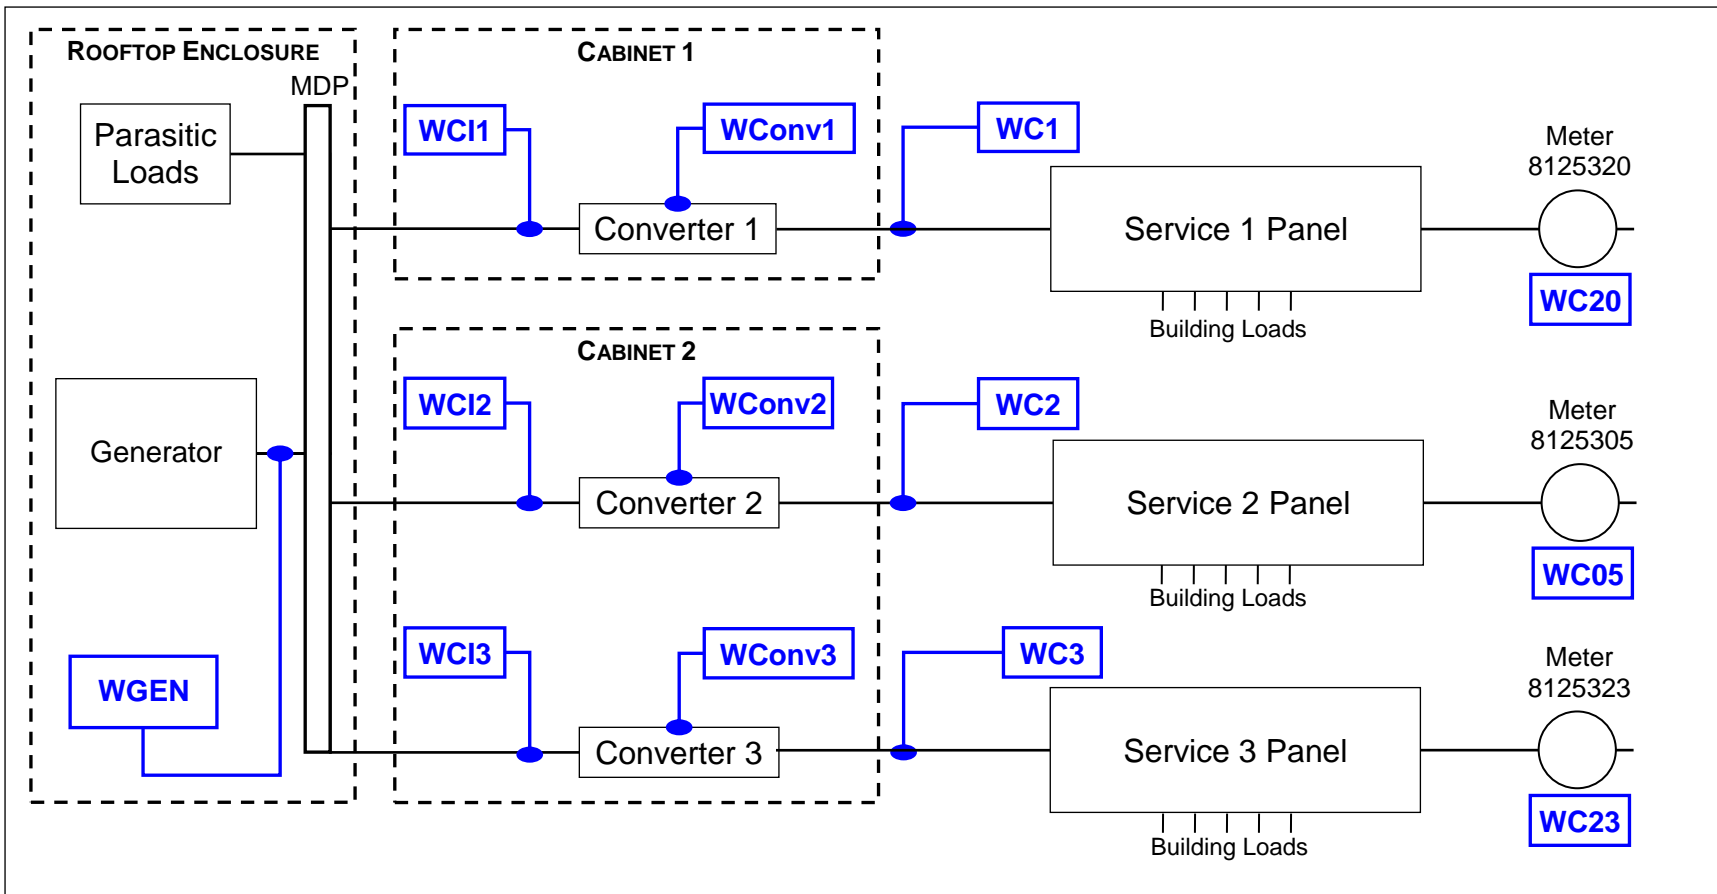 ROOFTOP ENCLOSURE
MDP
Parasitic
Loads
Generator
WGEN
CABINET 1
WCI1
WConv1
Converter 1
WC1
Service 1 Panel
Building Loads
Meter
8125320
WC20
CABINET 2
WCI2
WConv2
Converter 2
WC2
Service 2 Panel
Building Loads
Meter
8125305
WC05
WCI3
WConv3
Converter 3
WC3
Service 3 Panel
Building Loads
Meter
8125323
WC23